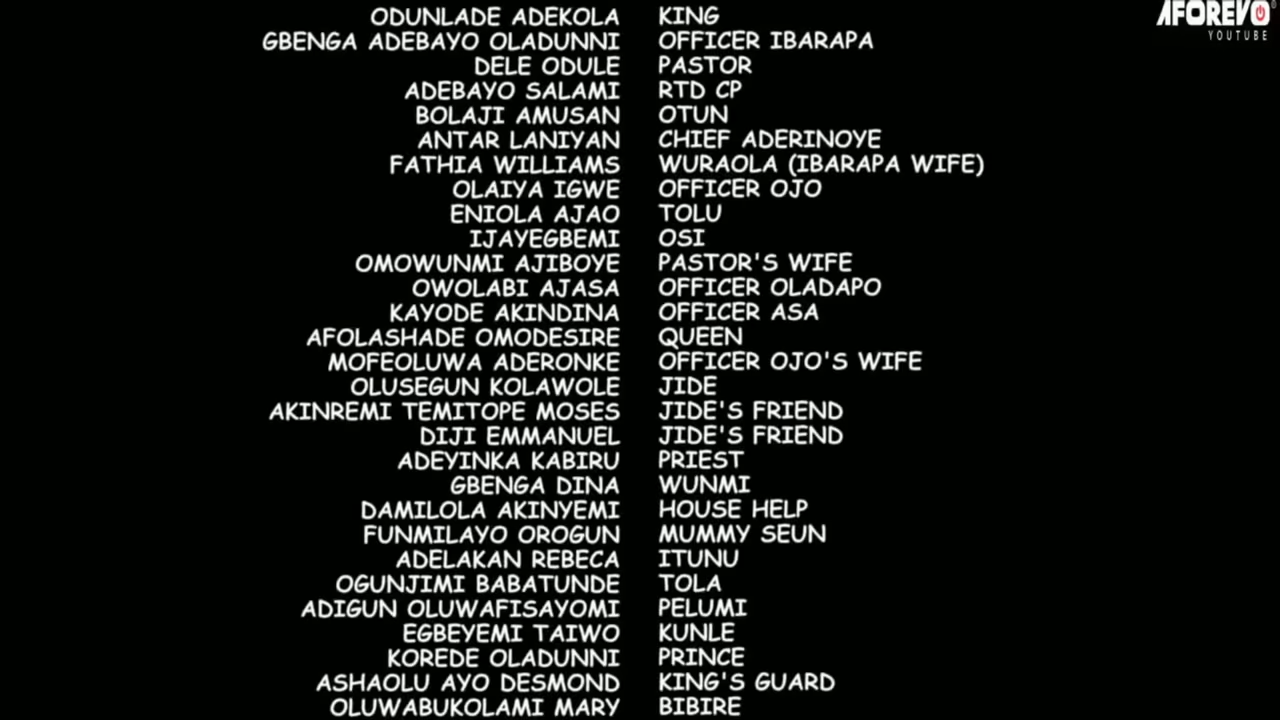 ODUNLADE ADEKOLA KING
GBENGA ADEBAYO OLADUNNI OFFICER IBARAPA
DELE ODULE PASTOR
ADEBAYO SALAMI RTD CP
BOLAJI AMUSAN OTUN
ANTAR LANIYAN CHIEF ADERINOYE
FATHIA WILLIAMS WURAOLA (IBARAPA WIFE)
OLAIYA IGWE OFFICER OJO
ENIOLA AJAO TOLU
IJAYEGBEMI OSI
OMOWUNMI AJIBOYE PASTOR'S WIFE
OWOLABI AJASA OFFICER OLADAPO
KAYODE AKINDINA OFFICER ASA
AFOLASHADE OMODESIRE QUEEN
MOFEOLUWA ADERONKE OFFICER OJO'S WIFE
OLUSEGUN KOLAWOLE JIDE
AKINREMI TEMITOPE MOSES JIDE'S FRIEND
DIJI EMMANUEL JIDE'S FRIEND
ADEYINKA KABIRU PRIEST
GBENGA DINA WUNMI
DAMILOLA AKINYEMI HOUSE HELP
FUNMILAYO OROGUN MUMMY SEUN
ADELAKAN REBECA ITUNU
OGUNJIMI BABATUNDE TOLA
ADIGUN OLUWAFISAYOMI PELUMI
EGBEYEMI TAIWO KUNLE
KOREDE OLADUNNI PRINCE
ASHAOLU AYO DESMOND KING'S GUARD
OLUWABUKOLAMI MARY BIBIRE
AFOREVO
YOUTUBE